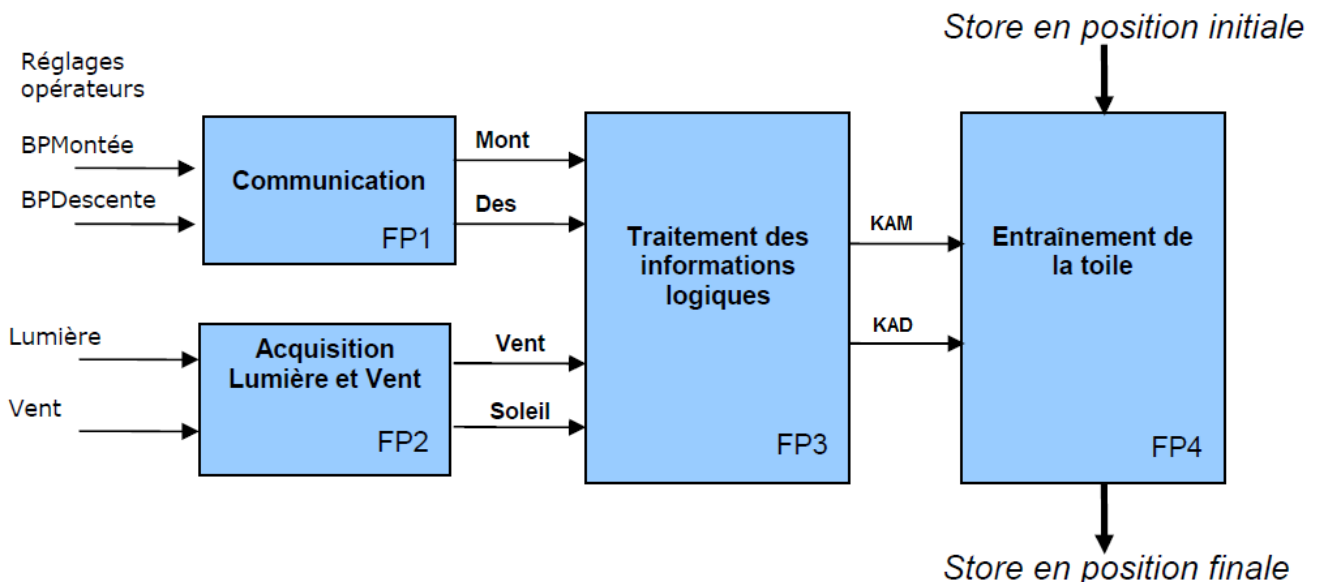 Store en position initiale
Réglages
opérateurs
BPMontée
BPDescente
Communication
FP1
Mont
Des
Lumière
Vent
Acquisition
Lumière et Vent
FP2
Vent
Soleil
Traitement des
informations
logiques
FP3
KAM
KAD
Entraînement de
la toile
FP4
Store en position finale